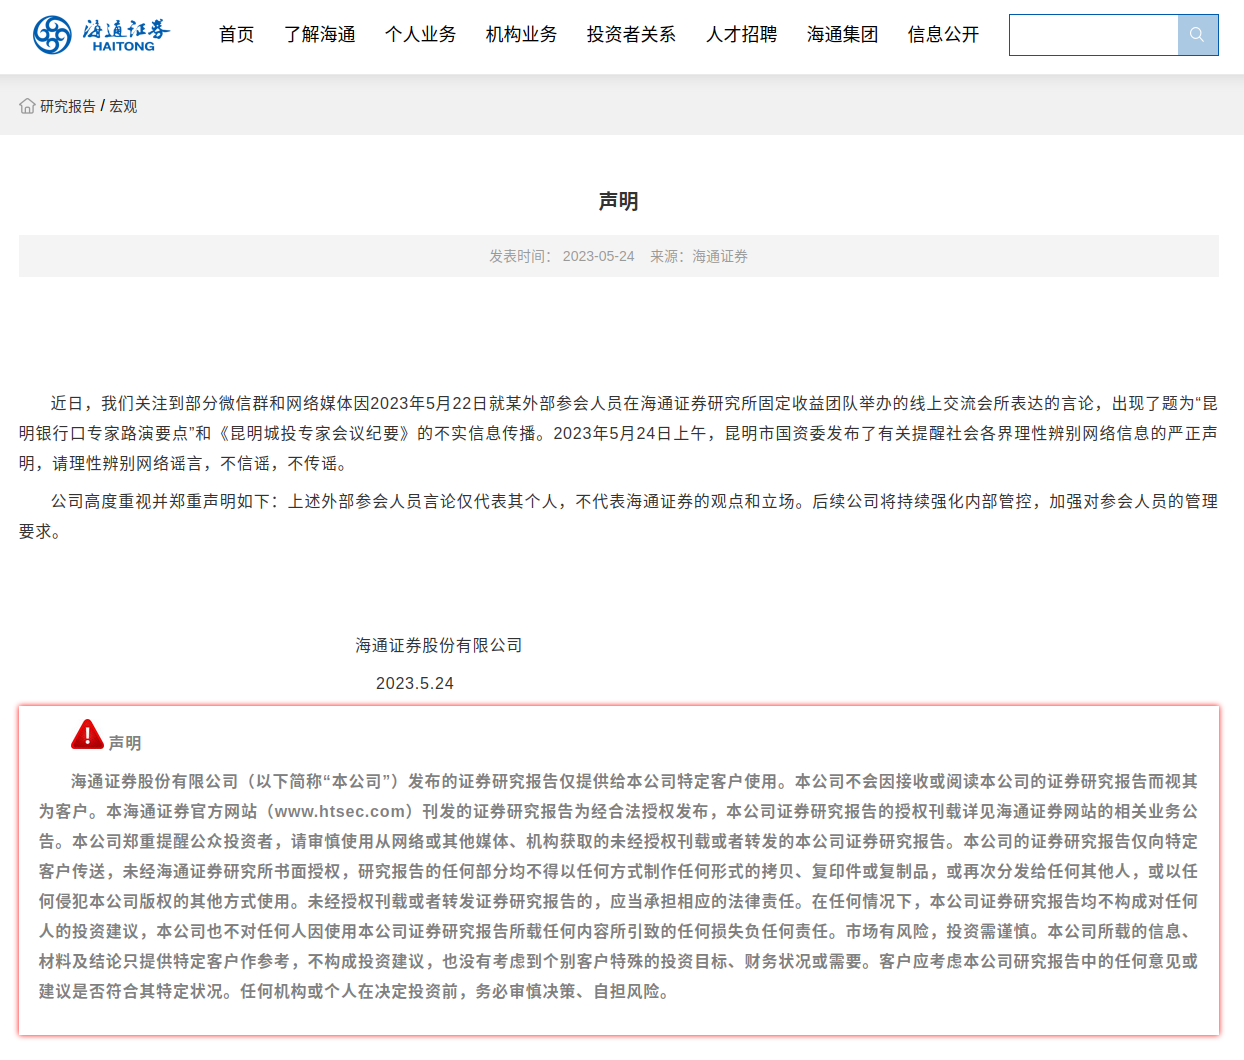 海通证券
HAITONG
首页 了解海通 个人业务 机构业务 投资者关系 人才招聘 海通集团 信息公开
研究报告 / 宏观
声明
发表时间： 2023-05-24 来源：海通证券
近日，我们关注到部分微信群和网络媒体因2023年5月22日就某外部参会人员在海通证券研究所固定收益团队举办的线上交流会所表达的言论，出现了题为“昆
明银行口专家路演要点”和《昆明城投专家会议纪要》的不实信息传播。2023年5月24日上午，昆明市国资委发布了有关提醒社会各界理性辨别网络信息的严正声
明，请理性辨别网络谣言，不信谣，不传谣。
公司高度重视并郑重声明如下：上述外部参会人员言论仅代表其个人，不代表海通证券的观点和立场。后续公司将持续强化内部管控，加强对参会人员的管理
要求。
海通证券股份有限公司
2023.5.24
声明
海通证券股份有限公司（以下简称“本公司”）发布的证券研究报告仅提供给本公司特定客户使用。本公司不会因接收或阅读本公司的证券研究报告而视其
为客户。本海通证券官方网站（www.htsec.com）刊发的证券研究报告为经合法授权发布，本公司证券研究报告的授权刊载详见海通证券网站的相关业务公
告。本公司郑重提醒公众投资者，请审慎使用从网络或其他媒体、机构获取的未经授权刊载或者转发的本公司证券研究报告。本公司的证券研究报告仅向特定
客户传送，未经海通证券研究所书面授权，研究报告的任何部分均不得以任何方式制作任何形式的拷贝、复印件或复制品，或再次分发给任何其他人，或以任
何侵犯本公司版权的其他方式使用。未经授权刊载或者转发证券研究报告的，应当承担相应的法律责任。在任何情况下，本公司证券研究报告均不构成对任何
人的投资建议，本公司也不对任何人因使用本公司证券研究报告所载任何内容所引致的任何损失负任何责任。市场有风险，投资需谨慎。本公司所载的信息、
材料及结论只提供特定客户作参考，不构成投资建议，也没有考虑到个别客户特殊的投资目标、财务状况或需要。客户应考虑本公司研究报告中的任何意见或
建议是否符合其特定状况。任何机构或个人在决定投资前，务必审慎决策、自担风险。